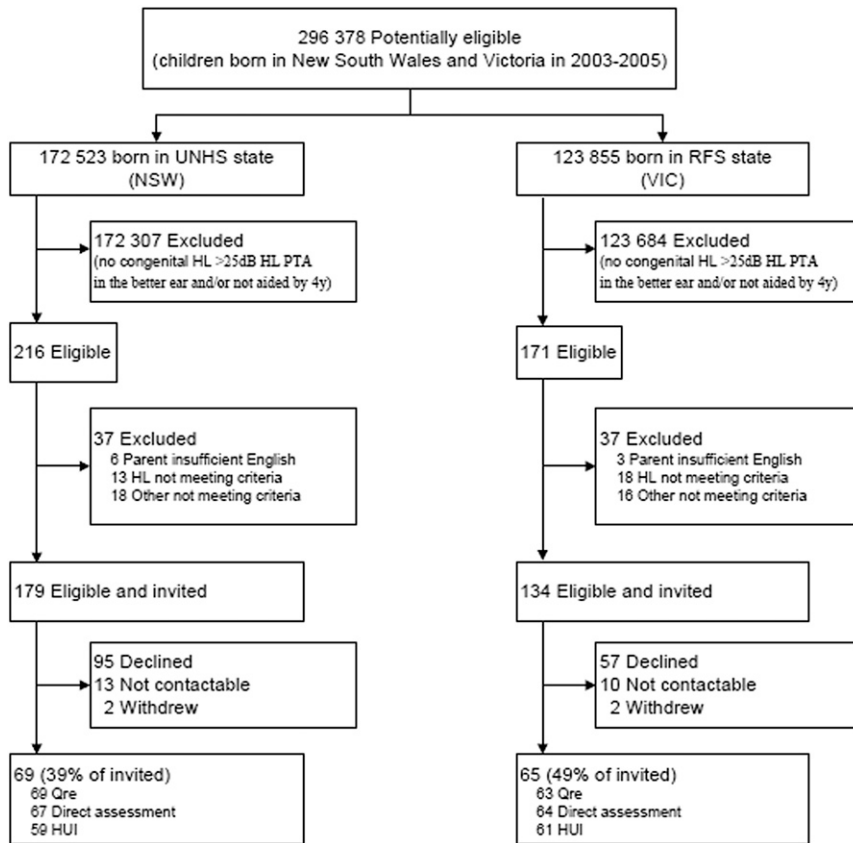 296 378 Potentially eligible
(children born in New South Wales and Victoria in 2003-2005)
172 523 born in UNHS state
(NSW)
172 307 Excluded
(no congenital HL >25dB HL PTA
in the better ear and/or not aided by 4y)
216 Eligible
37 Excluded
6 Parent insufficient English
13 HL not meeting criteria
18 Other not meeting criteria
179 Eligible and invited
95 Declined
13 Not contactable
2 Withdrew
69 (39% of invited)
69 Qre
67 Direct assessment
59 HUI
123 855 born in RFS state
(VIC)
123 684 Excluded
(no congenital HL >25dB HL PTA
in the better ear and/or not aided by 4y)
171 Eligible
37 Excluded
3 Parent insufficient English
18 HL not meeting criteria
16 Other not meeting criteria
134 Eligible and invited
57 Declined
10 Not contactable
2 Withdrew
65 (49% of invited)
63 Qre
64 Direct assessment
61 HUI